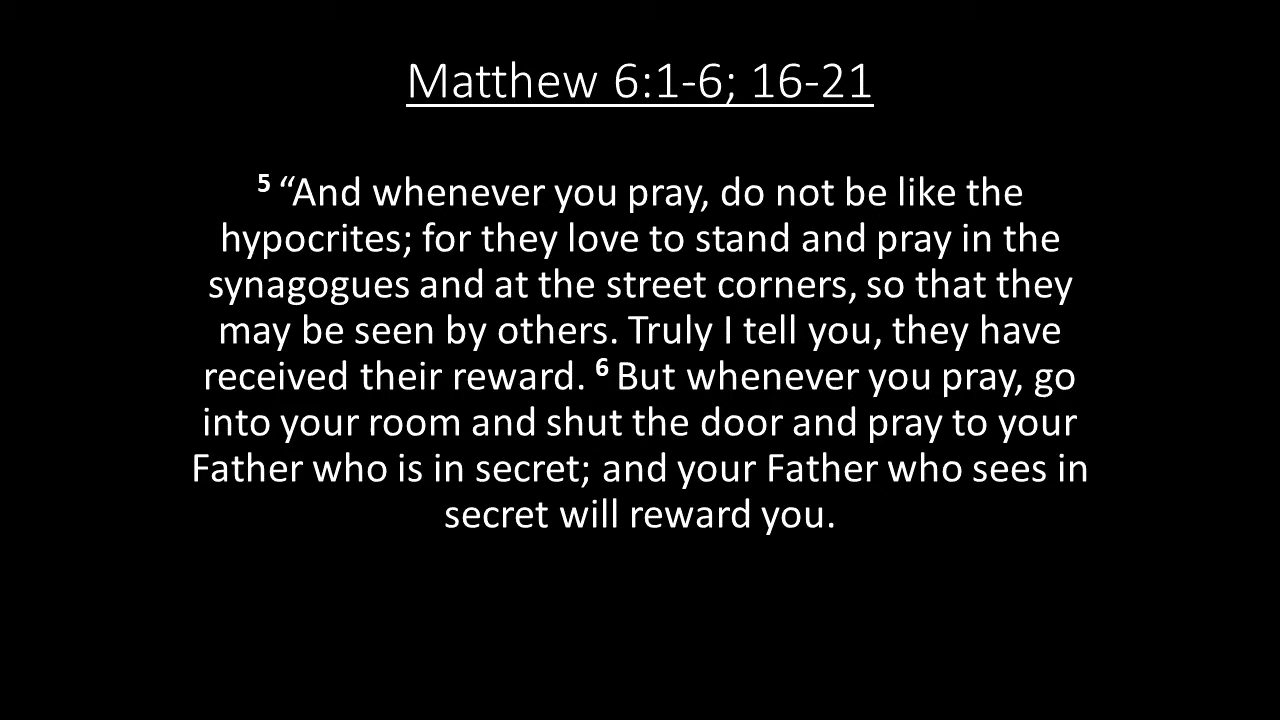 Matthew 6:1-6; 16-21
5 “And whenever you pray, do not be like the
hypocrites; for they love to stand and pray in the
synagogues and at the street corners, so that they
may be seen by others. Truly I tell you, they have
received their reward. 6 But whenever you pray, go
into your room and shut the door and pray to your
Father who is in secret; and your Father who sees in
secret will reward you.